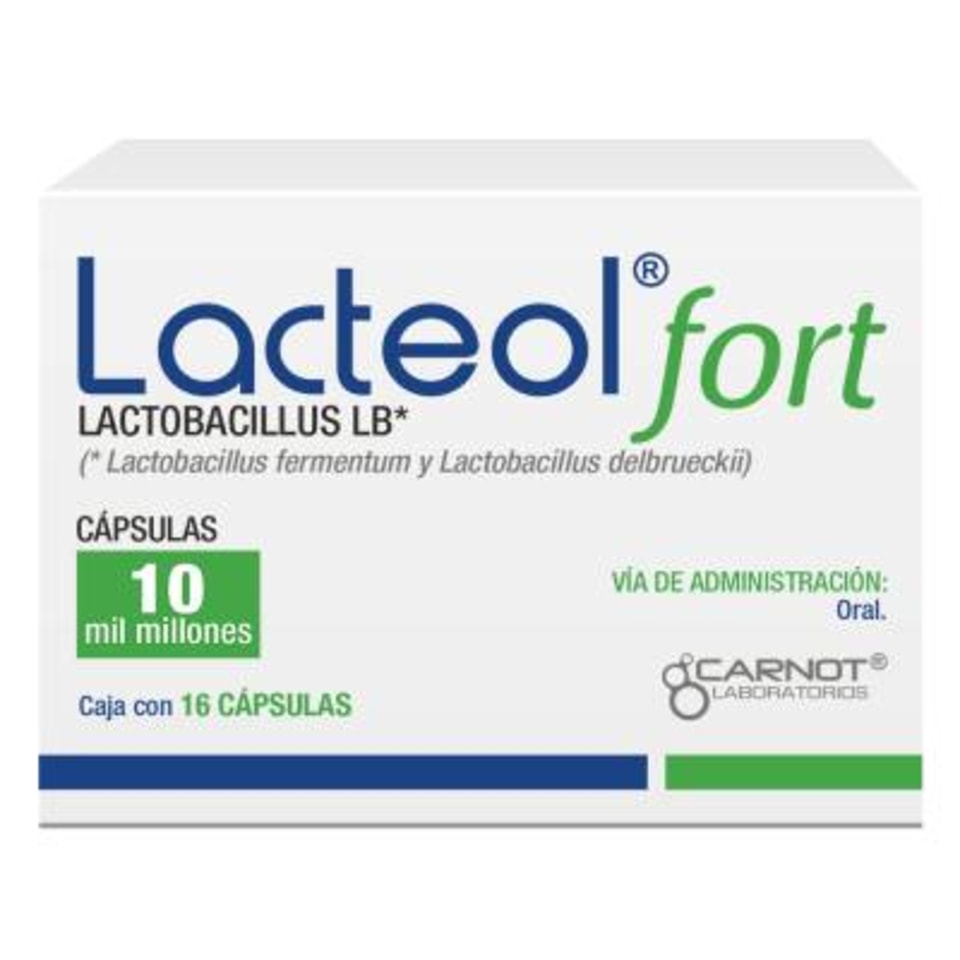 Lacteol® fort
LACTOBACILLUS LB*
(* Lactobacillus fermentum y Lactobacillus delbrueckii)
CÁPSULAS
10
mil millones
VÍA DE ADMINISTRACIÓN:
Oral.
Caja con 16 CÁPSULAS
CARNOT®
LABORATORIOS